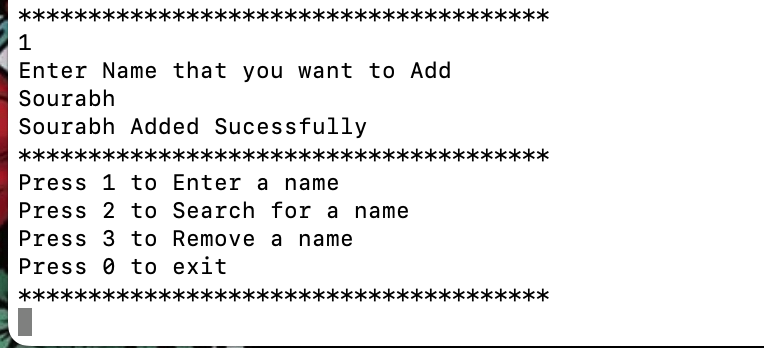 **************************************
1
Enter Name that you want to Add
Sourabh
Sourabh Added Sucessfully
**************************************
Press 1 to Enter a name
Press 2 to Search for a name
Press 3 to Remove a name
Press 0 to exit
**************************************